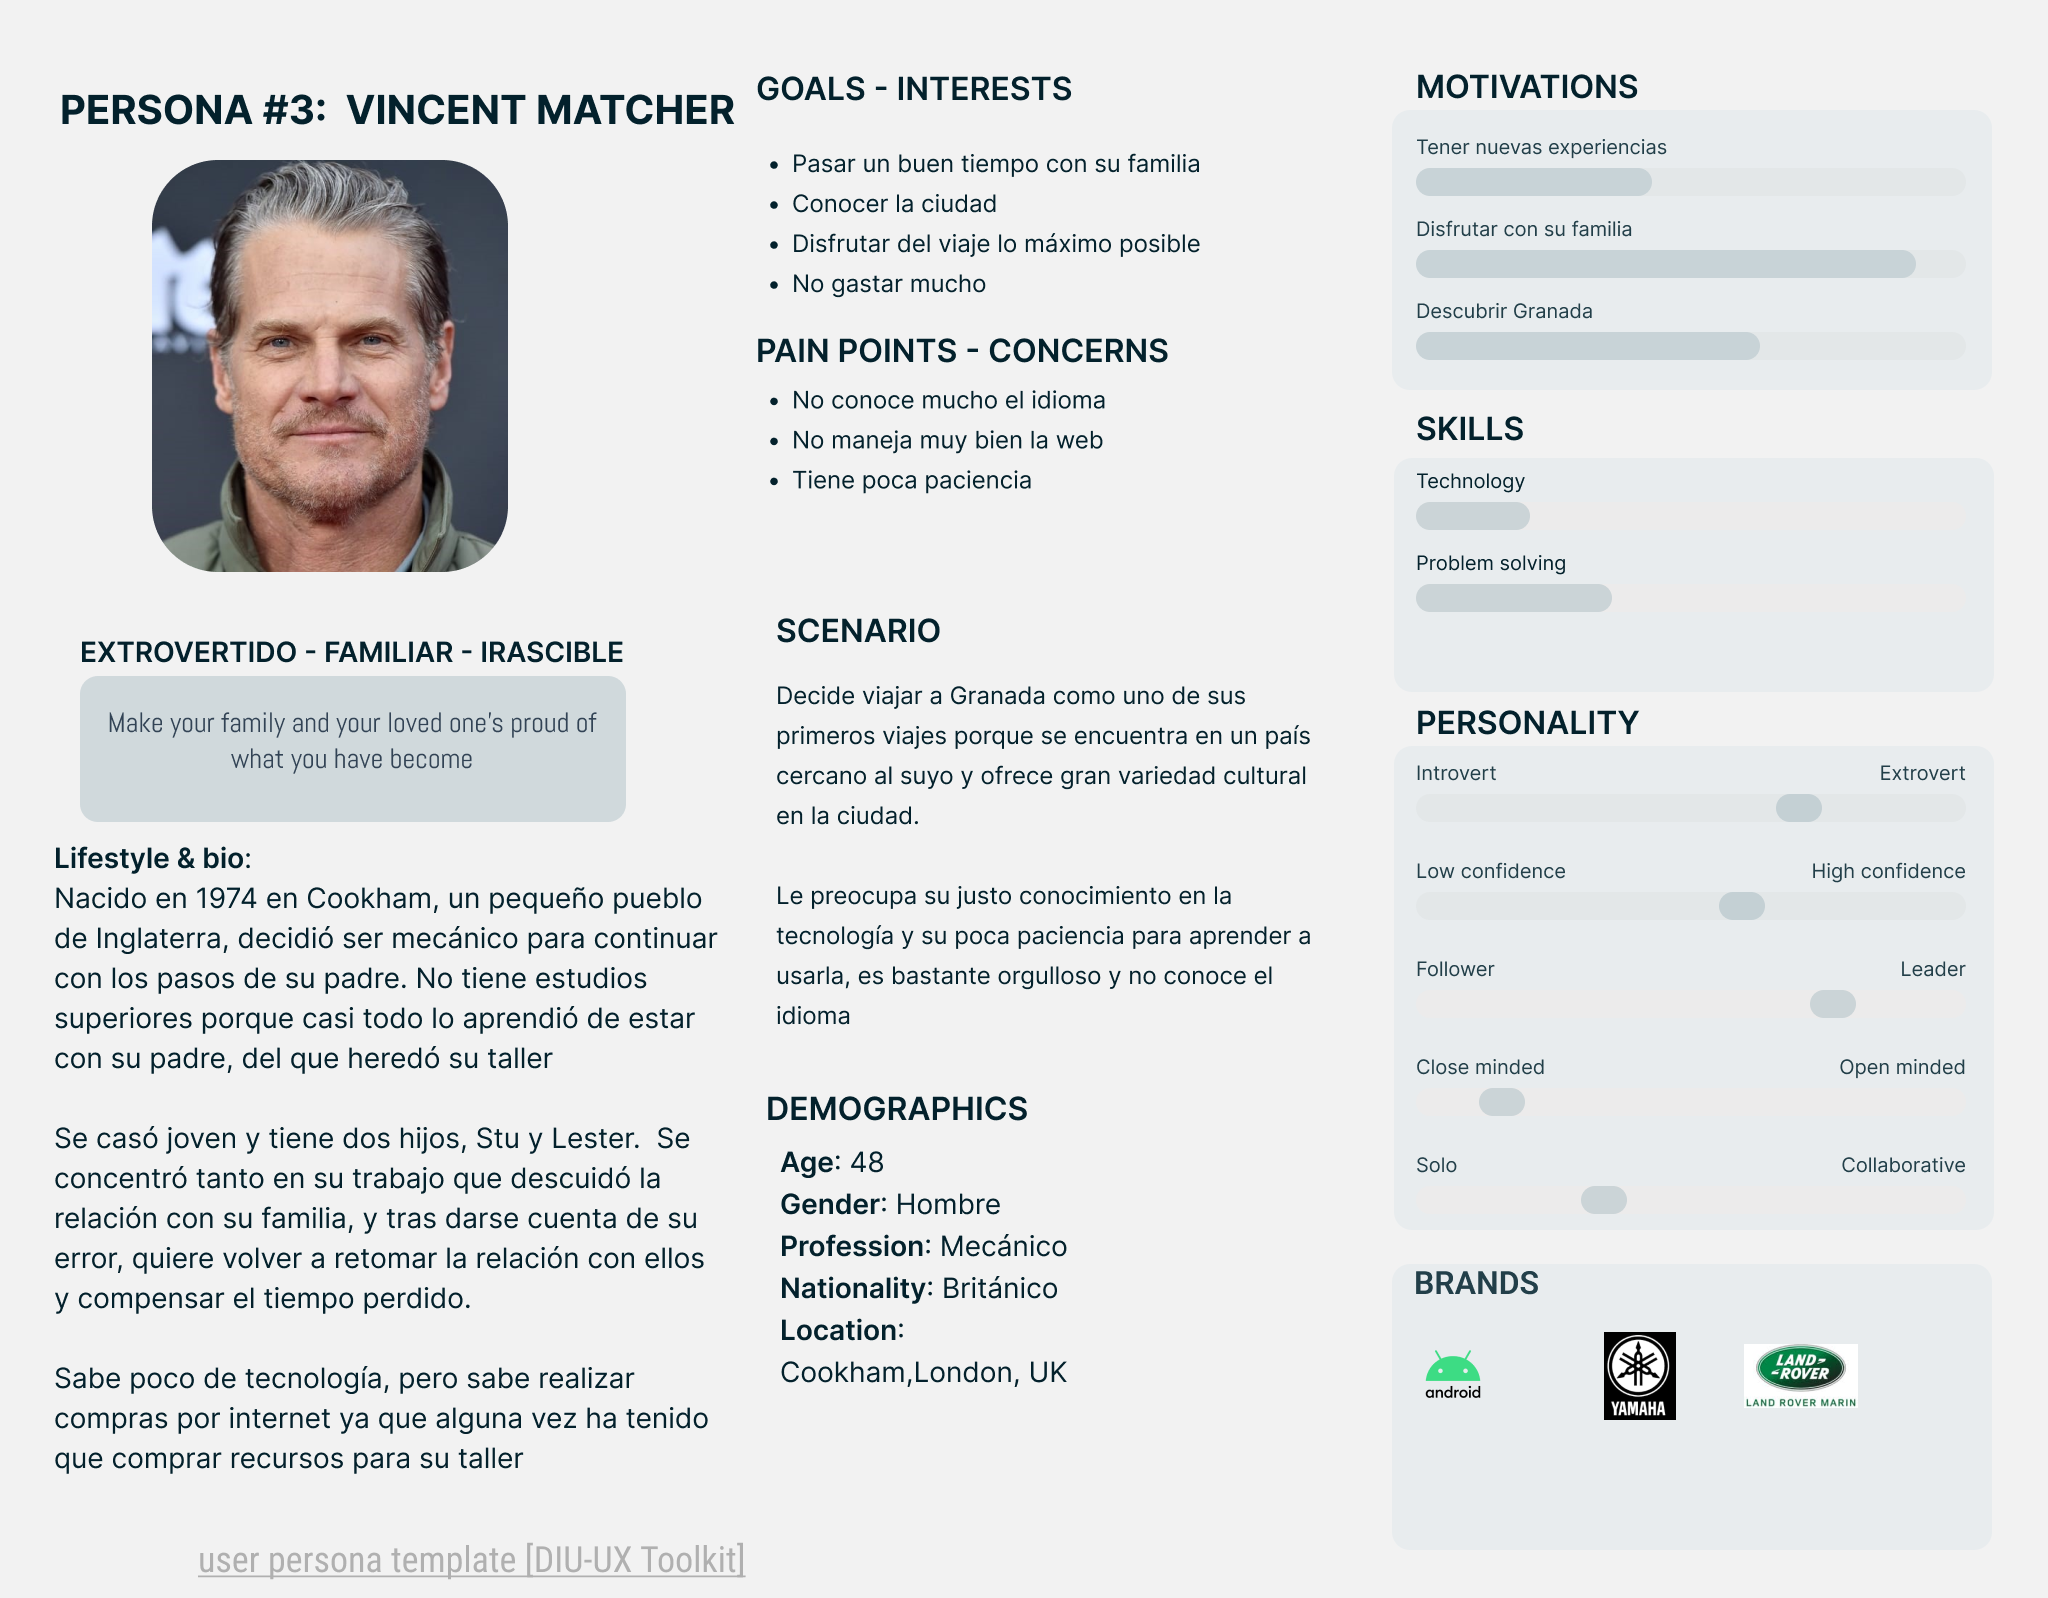 PERSONA #3:  VINCENT MATCHER
EXTROVERTIDO - FAMILIAR - IRASCIBLE
Make your family and your loved one's proud of
what you have become
Lifestyle & bio:
Nacido en 1974 en Cookham, un pequeño pueblo
de Inglaterra, decidió ser mecánico para continuar
con los pasos de su padre. No tiene estudios
superiores porque casi todo lo aprendió de estar
con su padre, del que heredó su taller
Se casó joven y tiene dos hijos, Stu y Lester.  Se
concentró tanto en su trabajo que descuidó la
relación con su familia, y tras darse cuenta de su
error, quiere volver a retomar la relación con ellos
y compensar el tiempo perdido.
Sabe poco de tecnología, pero sabe realizar
compras por internet ya que alguna vez ha tenido
que comprar recursos para su taller
user persona template [DIU-UX Toolkit]
GOALS - INTERESTS
• Pasar un buen tiempo con su familia
• Conocer la ciudad
• Disfrutar del viaje lo máximo posible
• No gastar mucho
PAIN POINTS - CONCERNS
• No conoce mucho el idioma
• No maneja muy bien la web
• Tiene poca paciencia
SCENARIO
Decide viajar a Granada como uno de sus
primeros viajes porque se encuentra en un país
cercano al suyo y ofrece gran variedad cultural
en la ciudad.
Le preocupa su justo conocimiento en la
tecnología y su poca paciencia para aprender a
usarla, es bastante orgulloso y no conoce el
idioma
DEMOGRAPHICS
Age: 48
Gender: Hombre
Profession: Mecánico
Nationality: Británico
Location:
Cookham,London, UK
MOTIVATIONS
Tener nuevas experiencias
Disfrutar con su familia
Descubrir Granada
SKILLS
Technology
Problem solving
PERSONALITY
Introvert Extrovert
Low confidence High confidence
Follower Leader
Close minded Open minded
Solo Collaborative
BRANDS
android
YAMAHA
LAND ROVER
LAND ROVER MARIN